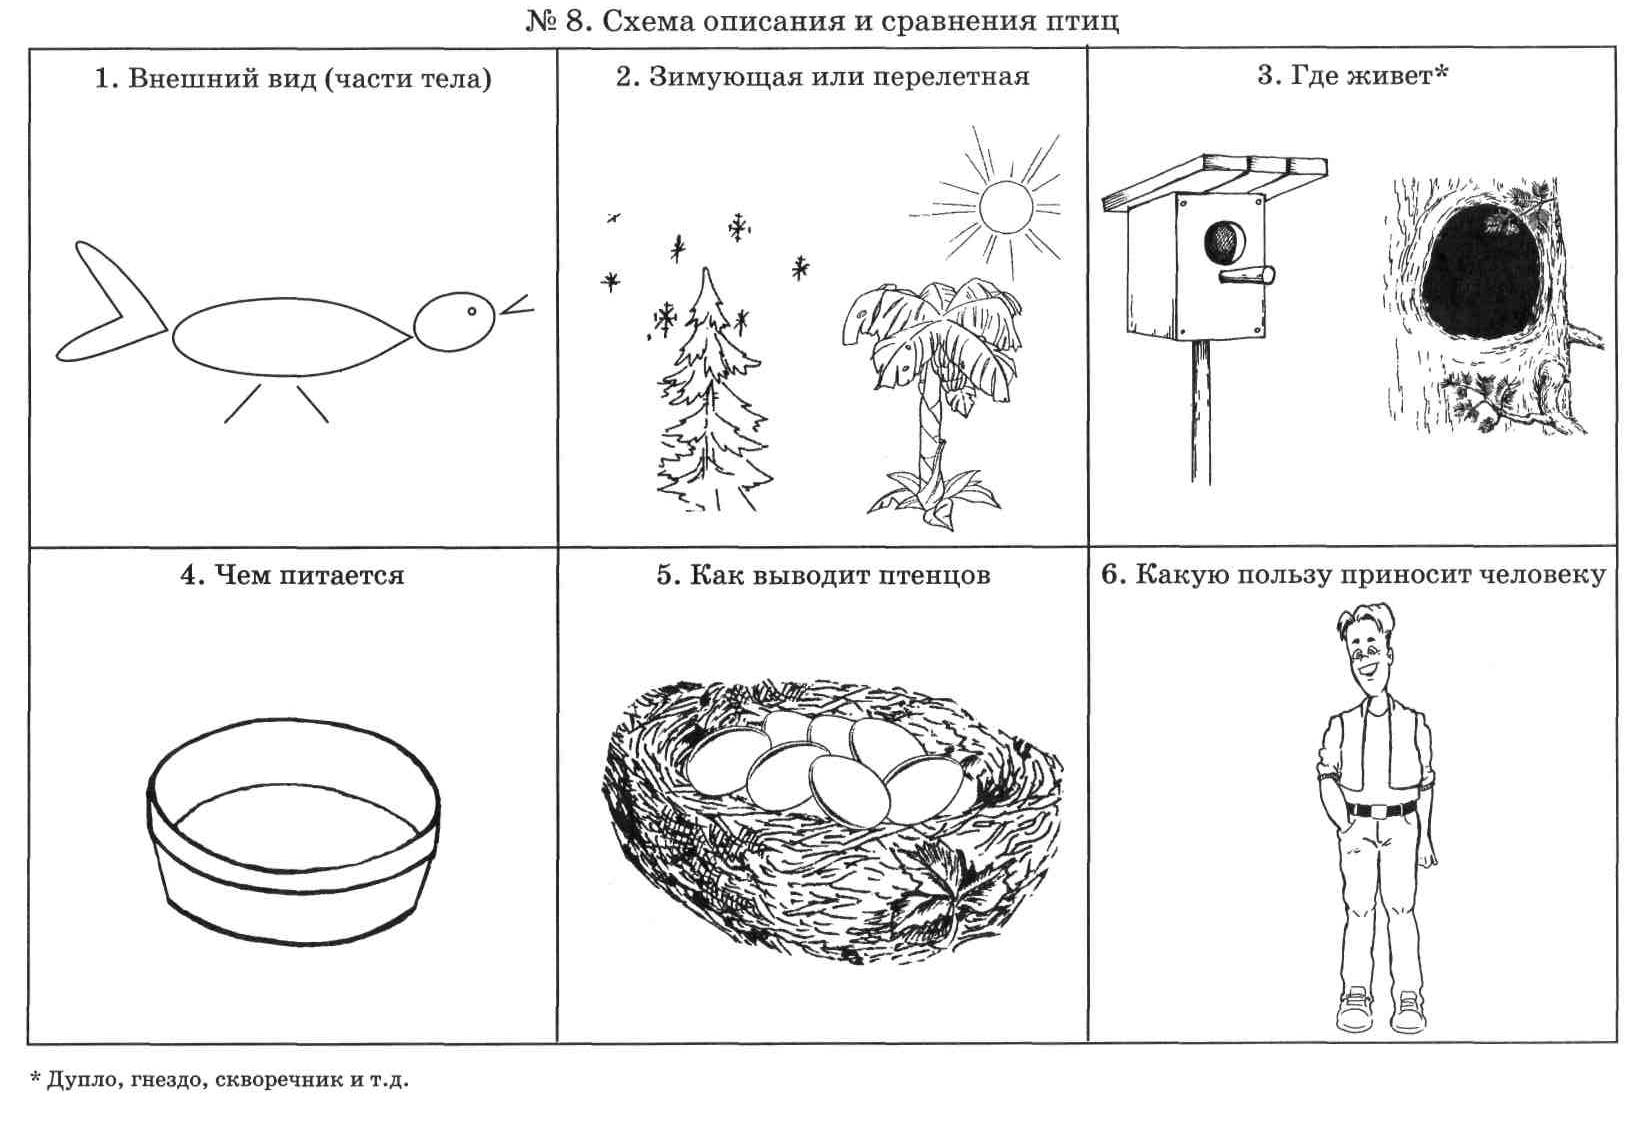 № 8. Схема описания и сравнения птиц
1. Внешний вид (части тела)
2. Зимующая или перелетная
3. Где живет*
4. Чем питается
5. Как выводит птенцов
6. Какую пользу приносит человеку
* Дупло, гнездо, скворечник и т.д.